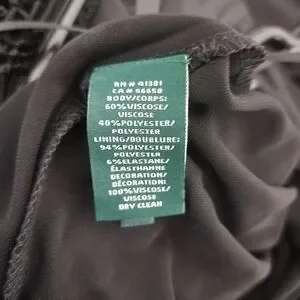 RN # 41381
CA # 46658
BODY/CORPS:
60%VISCOSE/
VISCOSE
40%POLYESTER/
POLYESTER
LINING/DOUBLURE:
94%POLYESTER/
POLYESTER
6%ELASTANE/
ÉLASTHANNE
DECORATION/
DÉCORATION:
100%VISCOSE/
VISCOSE
DRY CLEAN